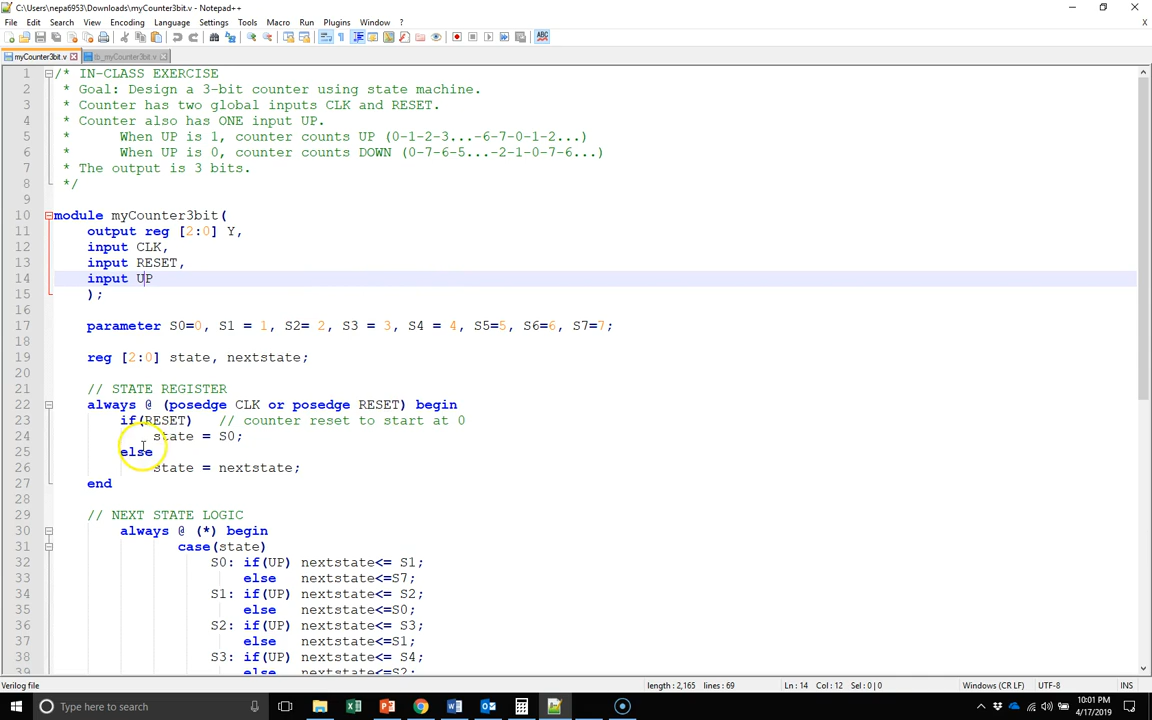 C:\Users\nepa6953\Downloads\myCounter3bit.v - Notepad++
File Edit Search View Encoding Language Settings Tools Macro Run Plugins Window ?
X
myCounter3bit.v tb_myCounter3bit.v
1 /* IN-CLASS EXERCISE
2 * Goal: Design a 3-bit counter using state machine.
3 * Counter has two global inputs CLK and RESET.
4 * Counter also has ONE input UP.
5 * When UP is 1, counter counts UP (0-1-2-3...-6-7-0-1-2...)
6 * When UP is 0, counter counts DOWN (0-7-6-5...-2-1-0-7-6...)
7 * The output is 3 bits.
8 */
9
10 module myCounter3bit(
11 output reg [2:0] Y,
12 input CLK,
13 input RESET,
14 input UP
15 );
16
17 parameter S0=0, S1 = 1, S2= 2, S3 = 3, S4 = 4, S5=5, S6=6, S7=7;
18
19 reg [2:0] state, nextstate;
20
21 // STATE REGISTER
22 always @ (posedge CLK or posedge RESET) begin
23 if(RESET) // counter reset to start at 0
24 state = S0;
25 else
26 state = nextstate;
27 end
28
29 // NEXT STATE LOGIC
30 always @ (*) begin
31 case(state)
32 S0: if(UP) nextstate<= S1;
33 else nextstate<=S7;
34 S1: if(UP) nextstate<= S2;
35 else nextstate<=S0;
36 S2: if(UP) nextstate<= S3;
37 else nextstate<=S1;
38 S3: if(UP) nextstate<= S4;
39 else nextstate<=S2;
Verilog file length : 2,165 lines : 69 Ln : 14 Col : 12 Sel : 0 | 0 Windows (CR LF) UTF-8 INS
Type here to search
10:01 PM
4/17/2019